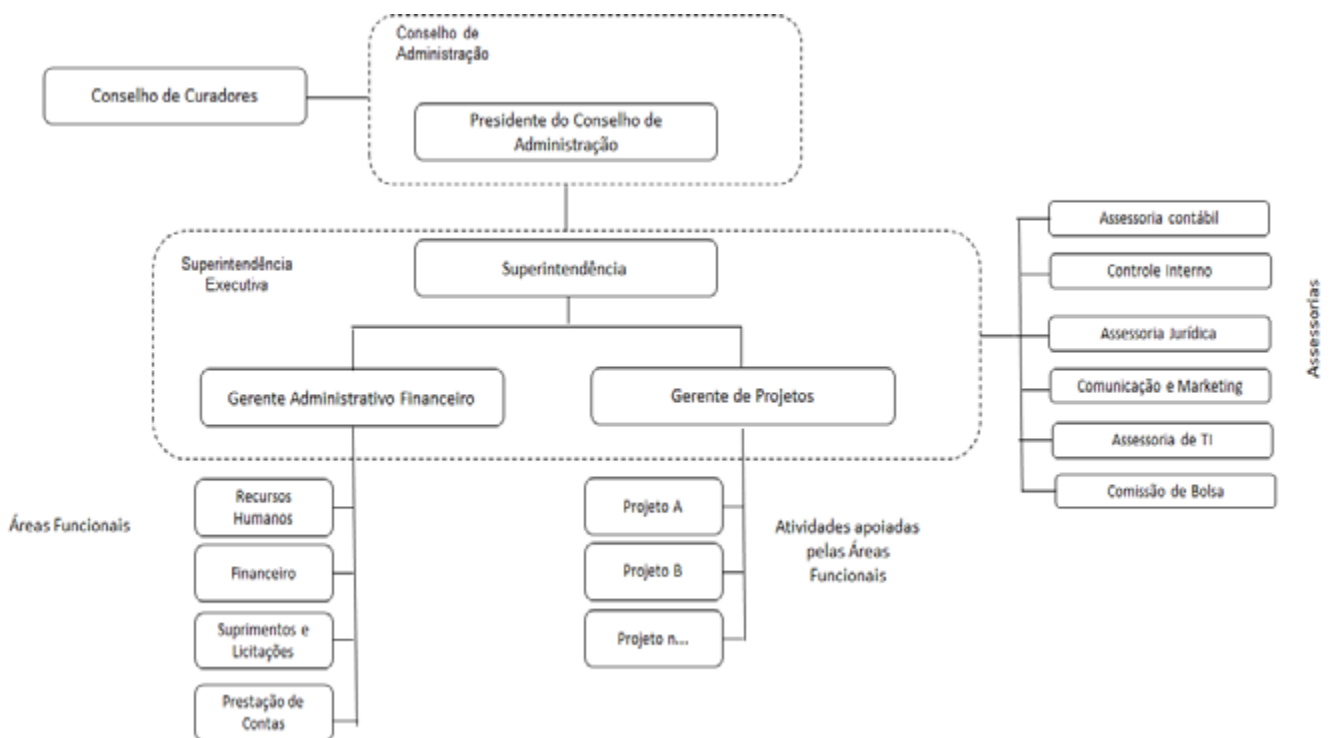 Conselho de
Administração
Conselho de Curadores
Presidente do Conselho de
Administração
Superintendência
Executiva
Superintendência
Gerente Administrativo Financeiro
Gerente de Projetos
Assessoria contábil
Controle Interno
Assessoria Jurídica
Comunicação e Marketing
Assessoria de TI
Comissão de Bolsa
Assessorias
Áreas Funcionais
Recursos
Humanos
Financeiro
Suprimentos e
Licitações
Prestação de
Contas
Projeto A
Projeto B
Projeto n...
Atividades apoiadas
pelas Áreas
Funcionais